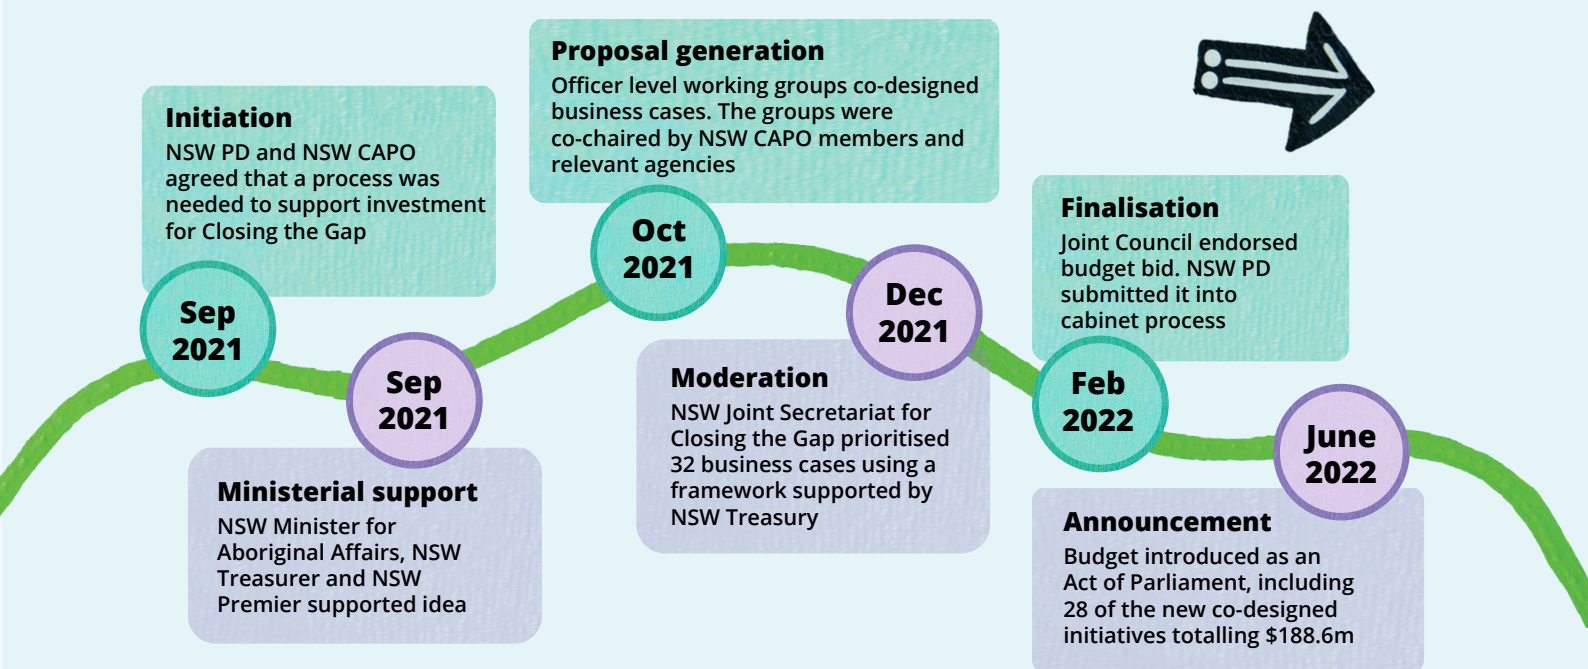 Initiation
NSW PD and NSW CAPO
agreed that a process was
needed to support investment
for Closing the Gap
Sep
2021
Ministerial support
NSW Minister for
Aboriginal Affairs, NSW
Treasurer and NSW
Premier supported idea
Sep
2021
Proposal generation
Officer level working groups co-designed
business cases. The groups were
co-chaired by NSW CAPO members and
relevant agencies
Oct
2021
Dec
2021
Moderation
NSW Joint Secretariat for
Closing the Gap prioritised
32 business cases using a
framework supported by
NSW Treasury
Finalisation
Joint Council endorsed
budget bid. NSW PD
submitted it into
cabinet process
Feb
2022
June
2022
Announcement
Budget introduced as an
Act of Parliament, including
28 of the new co-designed
initiatives totalling $188.6m